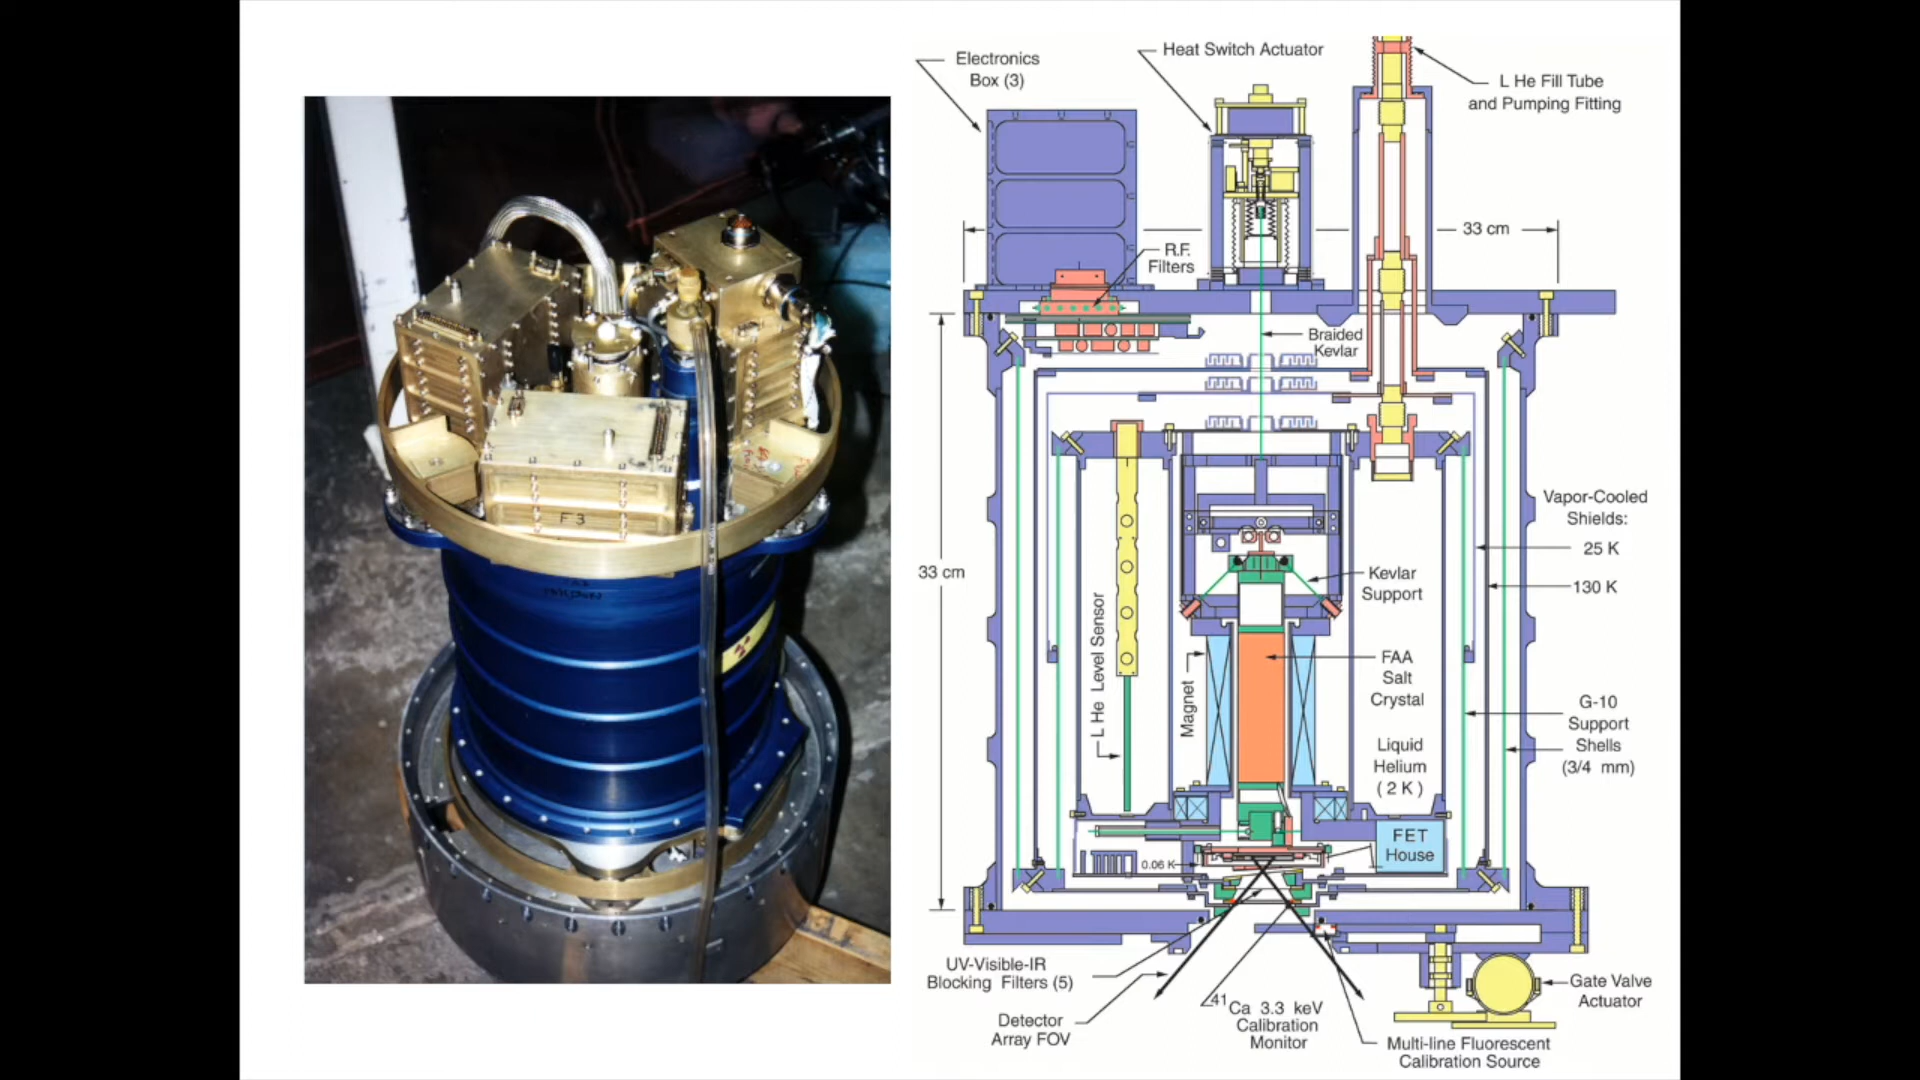 Electronics
Box (3)
Heat Switch Actuator
L He Fill Tube
and Pumping Fitting
33 cm
R.F.
Filters
Braided
Kevlar
Vapor-Cooled
Shields:
25 K
130 K
33 cm
Kevlar
Support
L He Level Sensor
Magnet
FAA
Salt
Crystal
G-10
Support
Shells
(3/4 mm)
Liquid
Helium
( 2 K )
FET
House
0.06 K
UV-Visible-IR
Blocking Filters (5)
Detector
Array FOV
41Ca 3.3 keV
Calibration
Monitor
Gate Valve
Actuator
Multi-line Fluorescent
Calibration Source
F 3